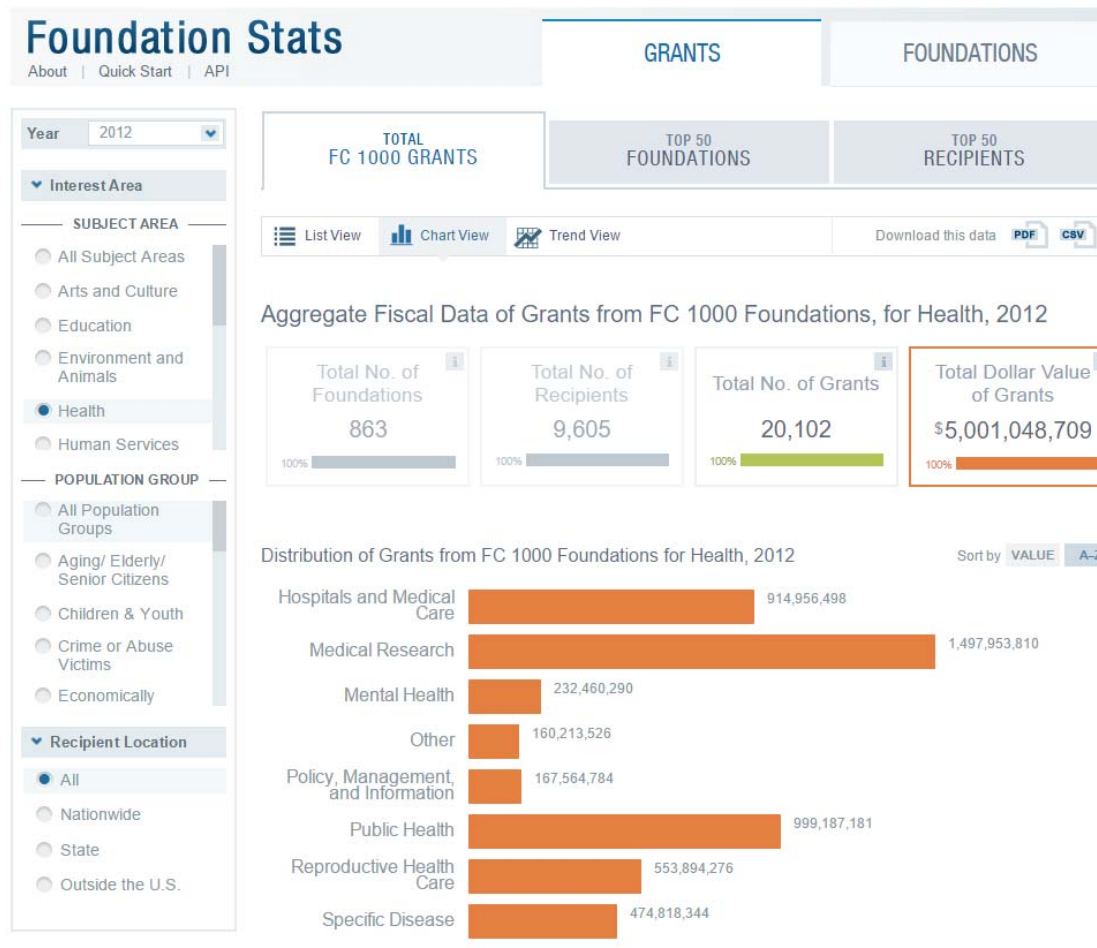 Foundation Stats
About | Quick Start | API
GRANTS
FOUNDATIONS
Year 2012
Interest Area
SUBJECT AREA
All Subject Areas
Arts and Culture
Education
Environment and
Animals
Health
Human Services
POPULATION GROUP
All Population
Groups
Aging/ Elderly/
Senior Citizens
Children & Youth
Crime or Abuse
Victims
Economically
Recipient Location
All
Nationwide
State
Outside the U.S.
TOTAL
FC 1000 GRANTS
TOP 50
FOUNDATIONS
TOP 50
RECIPIENTS
List View
Chart View
Trend View
Download this data PDF CSV
Aggregate Fiscal Data of Grants from FC 1000 Foundations, for Health, 2012
Total No. of
Foundations
863
100%
i
Total No. of
Recipients
9,605
100%
i
Total No. of Grants
20,102
100%
i
Total Dollar Value
of Grants
$5,001,048,709
100%
Distribution of Grants from FC 1000 Foundations for Health, 2012
Sort by VALUE A-Z
Hospitals and Medical
Care
914,956,498
Medical Research
1,497,953,810
Mental Health
232,460,290
Other
160,213,526
Policy, Management,
and Information
167,564,784
Public Health
999,187,181
Reproductive Health
Care
553,894,276
Specific Disease
474,818,344